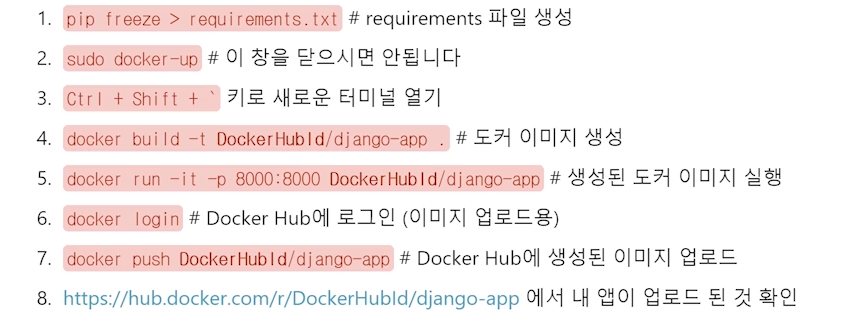 1. pip freeze > requirements.txt # requirements 파일 생성
2. sudo docker-up # 이 창을 닫으시면 안됩니다
3. Ctrl + Shift + ` 키로 새로운 터미널 열기
4. docker build -t DockerHubId/django-app . # 도커 이미지 생성
5. docker run -it -p 8000:8000 DockerHubId/django-app # 생성된 도커 이미지 실행
6. docker login # Docker Hub에 로그인 (이미지 업로드용)
7. docker push DockerHubId/django-app # Docker Hub에 생성된 이미지 업로드
8. https://hub.docker.com/r/DockerHubId/django-app 에서 내 앱이 업로드 된 것 확인